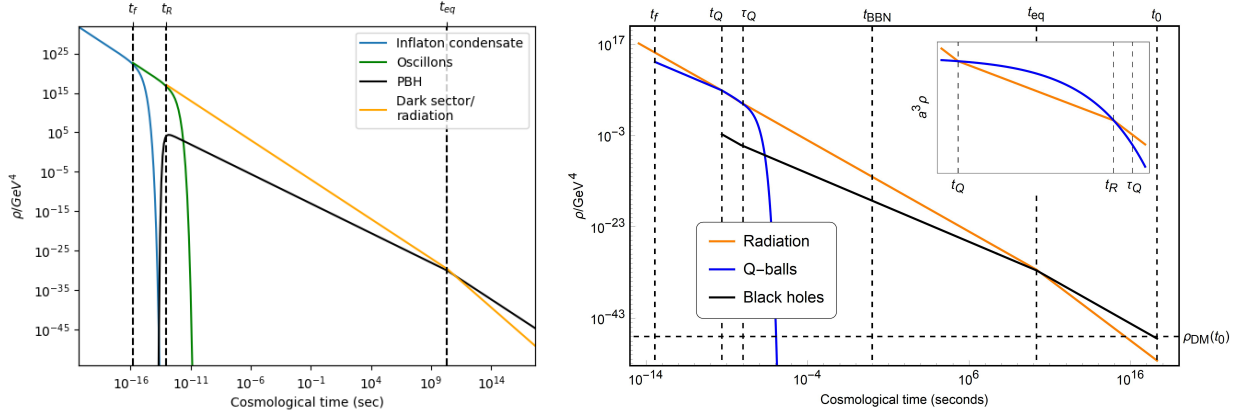 t_f t_R t_eq
10^25
10^15
10^5
10^−5
10^−15
10^−25
10^−35
10^−45
ρ/GeV^4
Inflaton condensate
Oscillons
PBH
Dark sector/
radiation
10^−16 10^−11 10^−6 10^−1 10^4 10^9 10^14
Cosmological time (sec)
t_f t_Q τ_Q t_BBN t_eq t_0
10^17
10^-3
10^-23
10^-43
ρ/GeV^4
a^3 ρ
t_Q t_R τ_Q
Radiation
Q−balls
Black holes
ρ_DM(t_0)
10^-14 10^-4 10^6 10^16
Cosmological time (seconds)